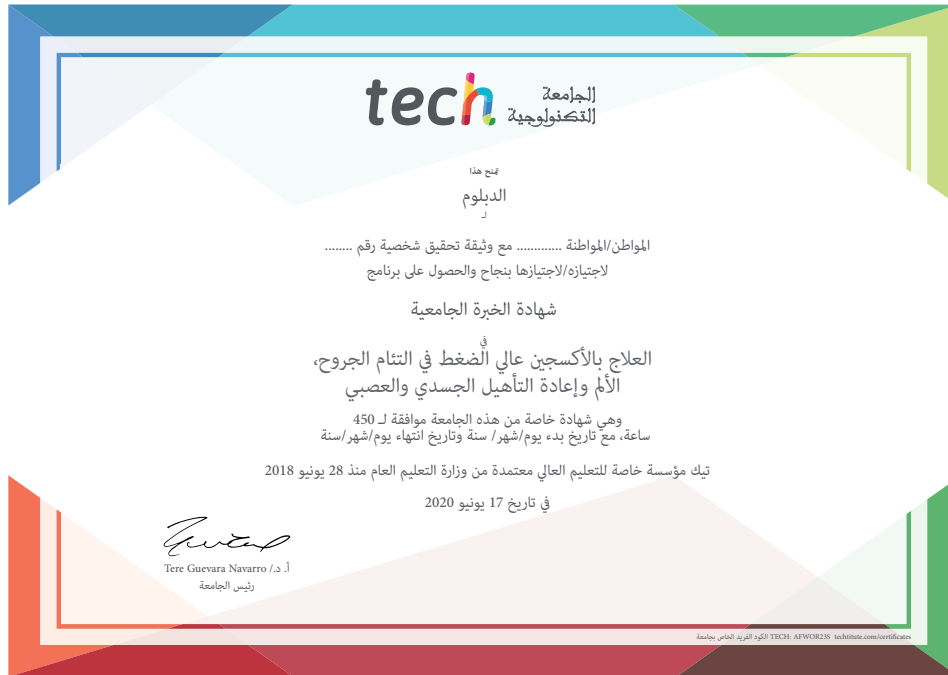 tech الجامعة
التكنولوجية
تمنح هذا
الدبلوم
لـ
المواطن/المواطنة ............. مع وثيقة تحقيق شخصية رقم ........
لاجتيازه/لاجتيازها بنجاح والحصول على برنامج
شهادة الخبرة الجامعية
في
العلاج بالأكسجين عالي الضغط في التئام الجروح،
الألم وإعادة التأهيل الجسدي والعصبي
وهي شهادة خاصة من هذه الجامعة موافقة لـ 450
ساعة، مع تاريخ بدء يوم/شهر/ سنة وتاريخ انتهاء يوم/شهر/سنة
تيك مؤسسة خاصة للتعليم العالي معتمدة من وزارة التعليم العام منذ 28 يونيو 2018
في تاريخ 17 يونيو 2020
أ. د./ Tere Guevara Navarro
رئيس الجامعة
الكود الفريد الخاص بجامعة TECH: AFWOR23S techtitute.com/certificates